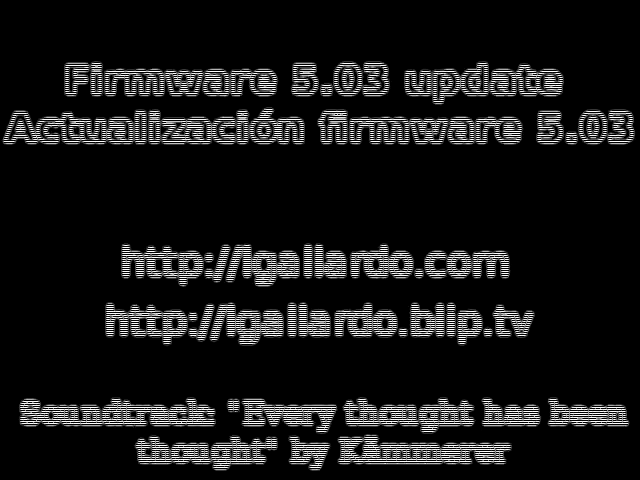 Firmware 5.03 update
Actualización firmware 5.03
http://lgallardo.com
http://lgallardo.blip.tv
Soundtrack: "Every thought has been
thought" by Kämmerer